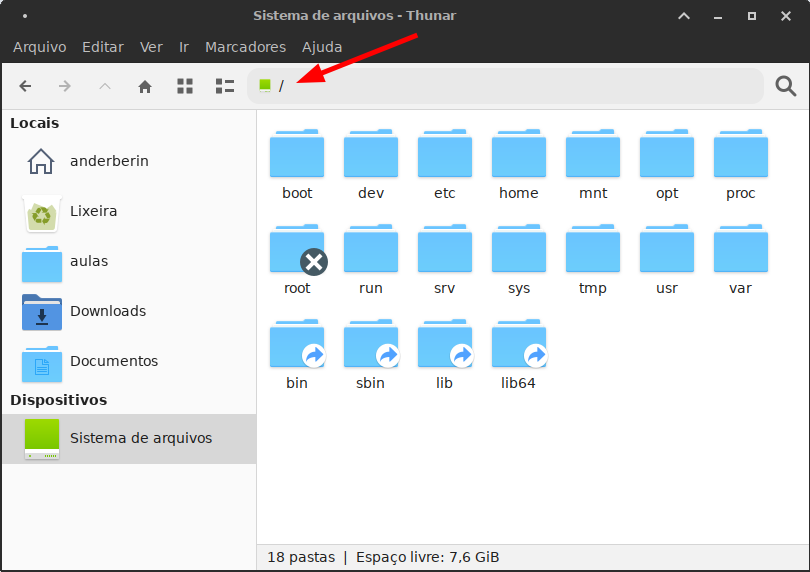 Sistema de arquivos - Thunar
Arquivo Editar Ver Ir Marcadores Ajuda
/
Locais
anderberin
Lixeira
aulas
Downloads
Documentos
Dispositivos
Sistema de arquivos
boot dev etc home mnt opt proc
root run srv sys tmp usr var
bin sbin lib lib64
18 pastas | Espaço livre: 7,6 GiB